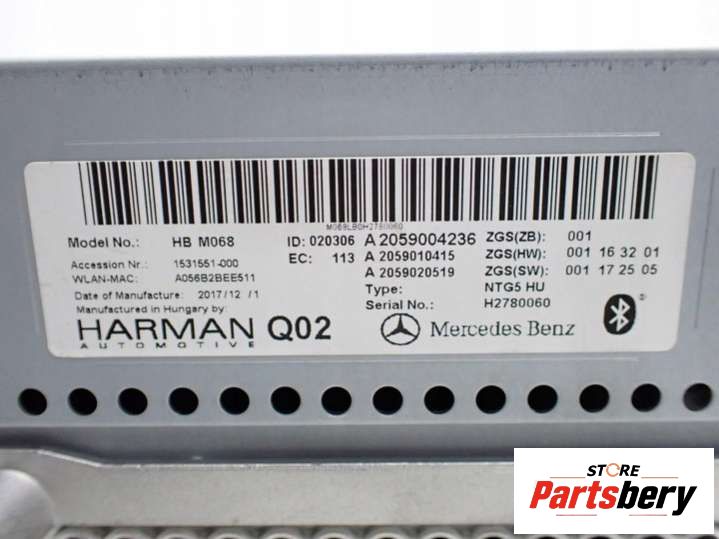 M068LB0H2780060
Model No.: HB M068 ID: 020306 A 2059004236 ZGS(ZB): 001
EC: 113 A 2059010415 ZGS(HW): 001 16 32 01
Accession Nr.: 1531551-000 A 2059020519 ZGS(SW): 001 17 25 05
WLAN-MAC: A056B2BEE511 Type: NTG5 HU
Date of Manufacture: 2017/12 /1 Serial No.: H2780060
Manufactured in Hungary by:
HARMAN Q02 Mercedes Benz
AUTOMOTIVE
STORE
Partsbery